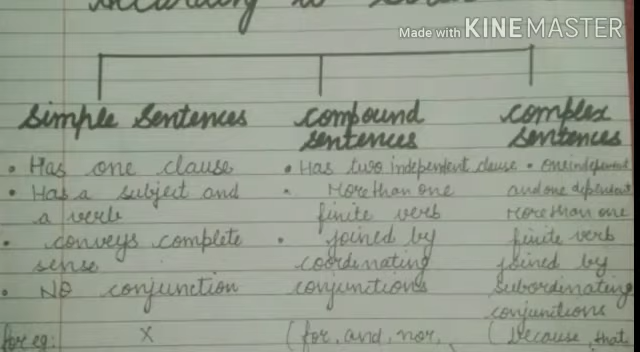 According to
Made with KINEMASTER
Simple Sentences
compound
sentences
complex
sentences
• Has one clause
• Has a subject and
a verb
• conveys complete
sense
• NO conjunction
• Has two independent clause
• More than one
finite verb
• joined by
coordinating
conjunctions
• one independent
and one dependent
More than one
finite verb
joined by
subordinating
conjunctions
for eg: X (for, and, nor, (because, that